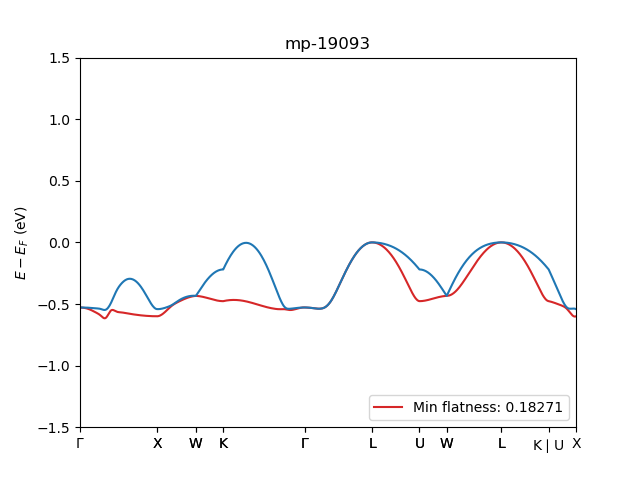 mp-19093
E − E_F (eV)
1.5
1.0
0.5
0.0
−0.5
−1.0
−1.5
Min flatness: 0.18271
Γ X W K Γ L U W L K | U X